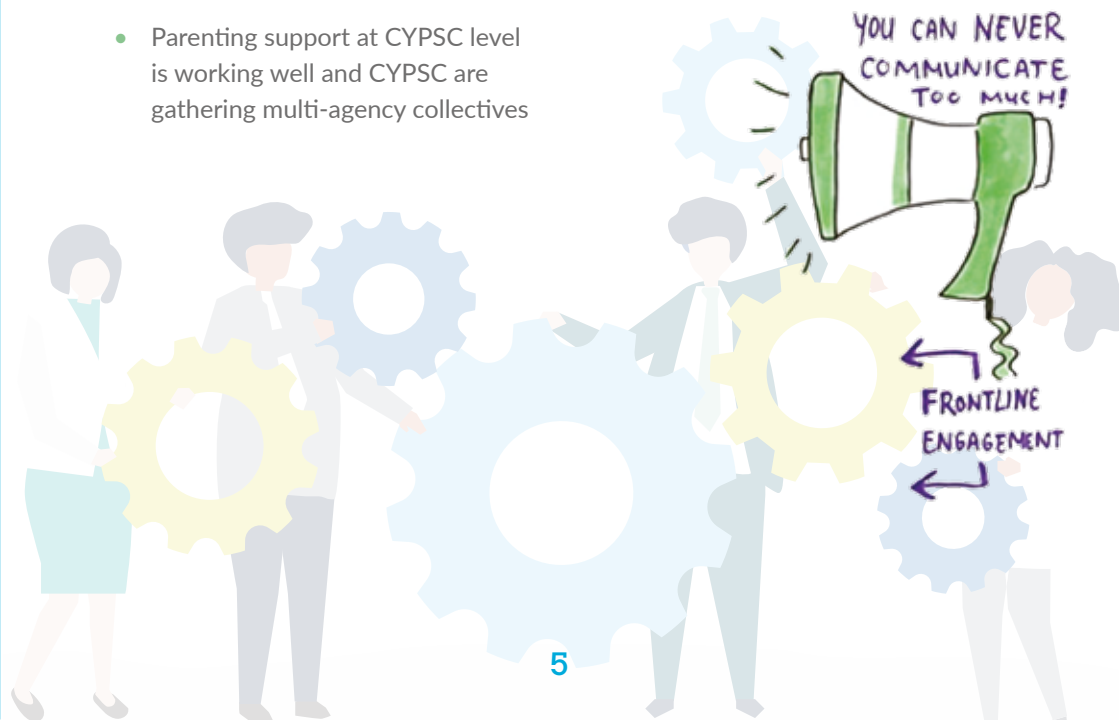 • Parenting support at CYPSC level
is working well and CYPSC are
gathering multi-agency collectives
YOU CAN NEVER
COMMUNICATE
TOO MUCH!
FRONTLINE
ENGAGEMENT
5